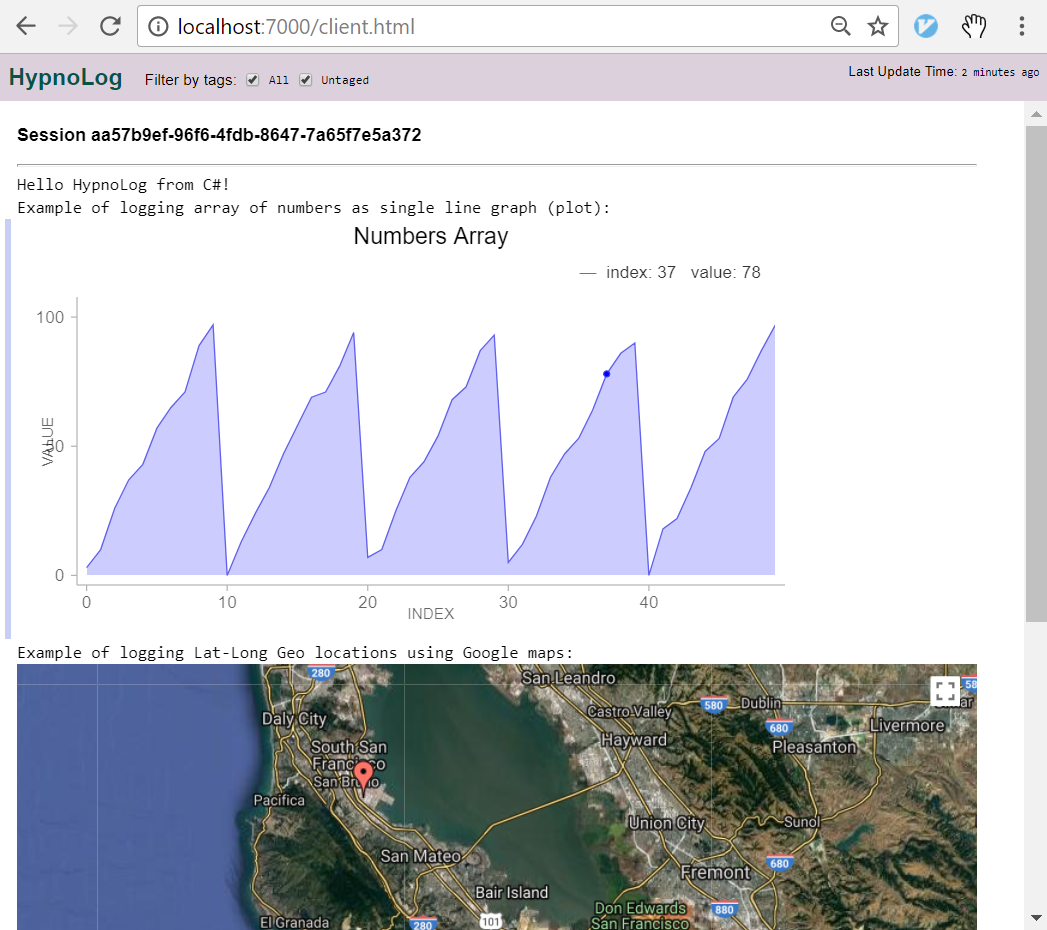 localhost:7000/client.html
HypnoLog Filter by tags: All Untaged Last Update Time: 2 minutes ago
Session aa57b9ef-96f6-4fdb-8647-7a65f7e5a372
Hello HypnoLog from C#!
Example of logging array of numbers as single line graph (plot):
Numbers Array
index: 37 value: 78
100
VALUE
50
0
0 10 20 30 40
INDEX
Example of logging Lat-Long Geo locations using Google maps:
280
San Leandro
580
Castro Valley
580
Dublin
Daly City
680
Livermore
Hayward
Pleasanton
South San
Francisco
San Bruno
Pacifica
Union City
Sunol
San Mateo
680
Fremont
Bair Island
Don Edwards
880
El Granada
280
101
San Francisco